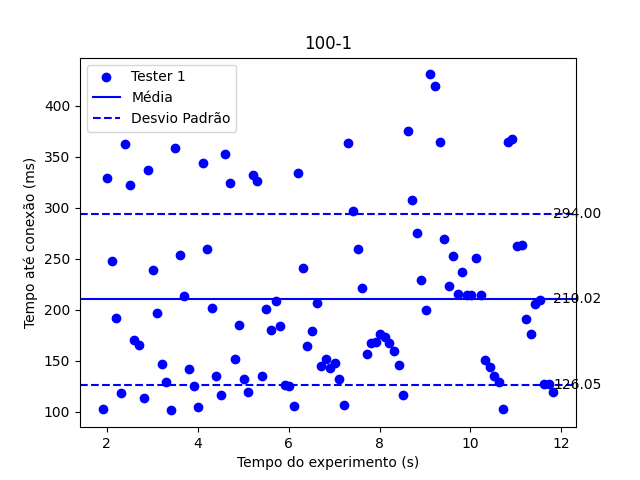 100-1
Tester 1
Média
Desvio Padrão
Tempo até conexão (ms)
400
350
300
250
200
150
100
294.00
210.02
126.05
2 4 6 8 10 12
Tempo do experimento (s)